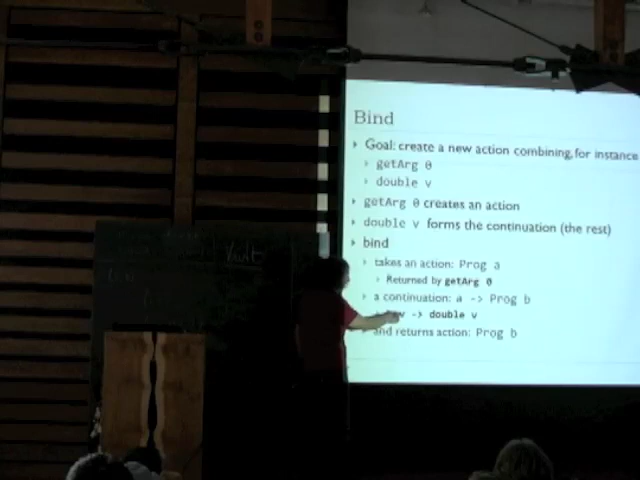 Bind
Goal: create a new action combining, for instance
getArg 0
double v
getArg 0 creates an action
double v forms the continuation (the rest)
bind
takes an action: Prog a
Returned by getArg 0
a continuation: a -> Prog b
-> double v
and returns action: Prog b
Vault